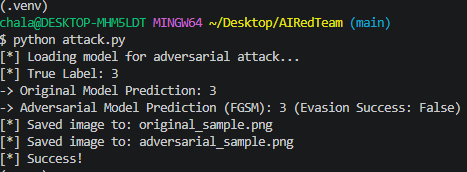 (.venv)
chala@DESKTOP-MHM5LDT MINGW64 ~/Desktop/AIRedTeam (main)
$ python attack.py
[*] Loading model for adversarial attack...
[*] True Label: 3
-> Original Model Prediction: 3
-> Adversarial Model Prediction (FGSM): 3 (Evasion Success: False)
[*] Saved image to: original_sample.png
[*] Saved image to: adversarial_sample.png
[*] Success!